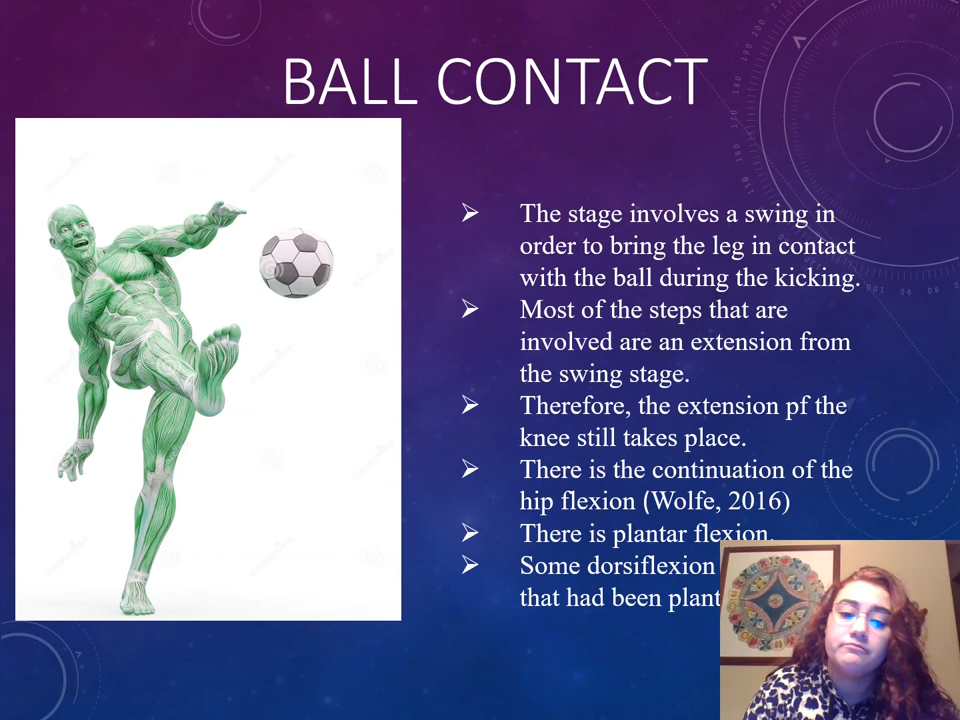 BALL CONTACT
➢ The stage involves a swing in
order to bring the leg in contact
with the ball during the kicking.
➢ Most of the steps that are
involved are an extension from
the swing stage.
➢ Therefore, the extension pf the
knee still takes place.
➢ There is the continuation of the
hip flexion (Wolfe, 2016)
➢ There is plantar flexion.
➢ Some dorsiflexion
that had been plant